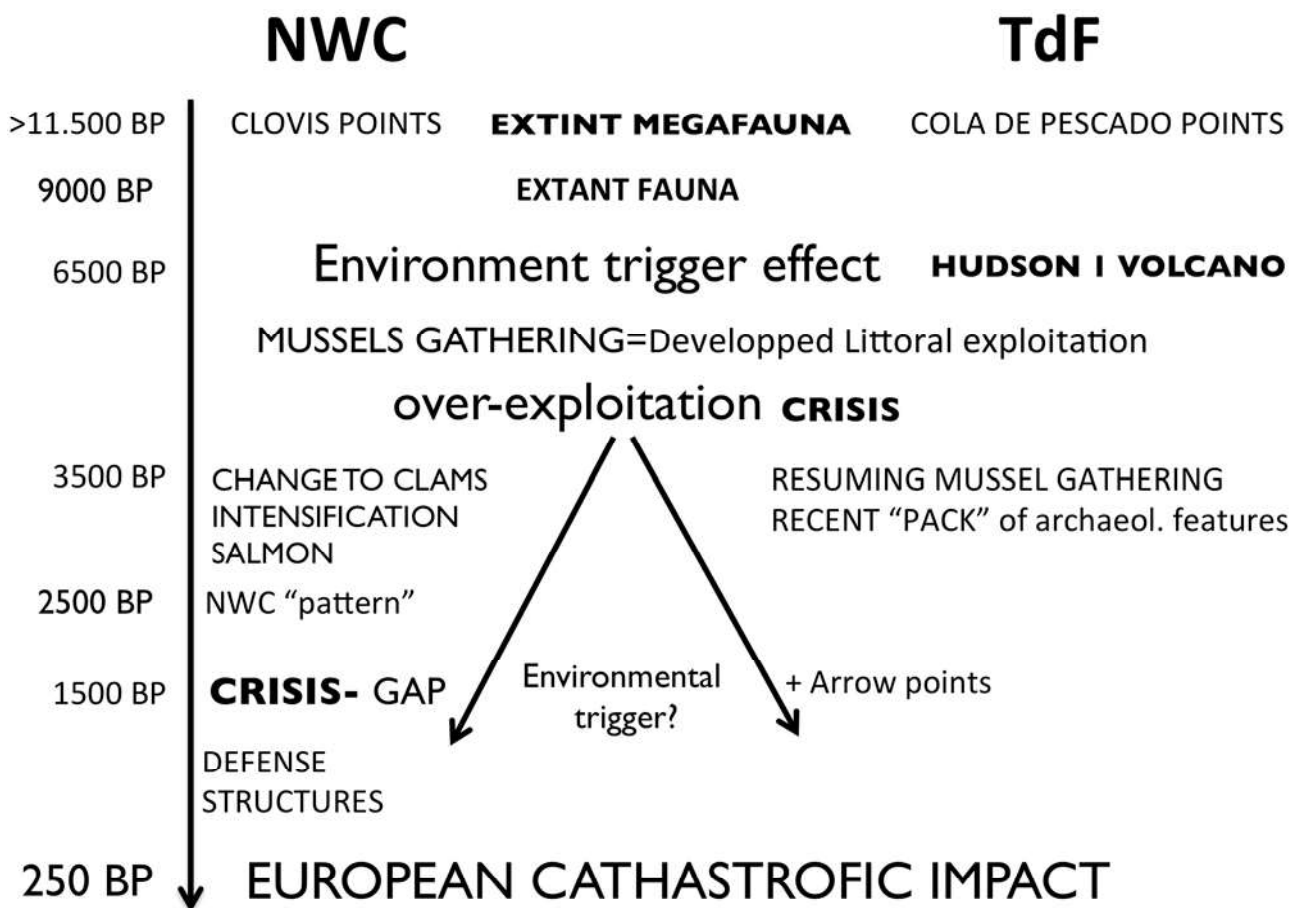 NWC TdF
>11.500 BP CLOVIS POINTS EXTINT MEGAFAUNA COLA DE PESCADO POINTS
9000 BP EXTANT FAUNA
6500 BP Environment trigger effect HUDSON I VOLCANO
MUSSELS GATHERING=Developped Littoral exploitation
over-exploitation CRISIS
3500 BP CHANGE TO CLAMS RESUMING MUSSEL GATHERING
INTENSIFICATION RECENT “PACK” of archaeol. features
SALMON
2500 BP NWC “pattern”
1500 BP CRISIS- GAP Environmental + Arrow points
trigger?
DEFENSE
STRUCTURES
250 BP EUROPEAN CATHASTROFIC IMPACT